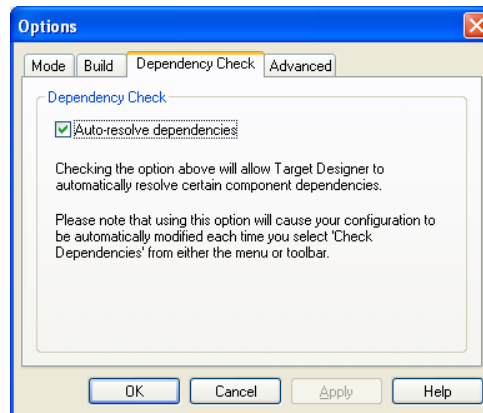 Options
Mode Build Dependency Check Advanced
Dependency Check
Auto-resolve dependencies
Checking the option above will allow Target Designer to
automatically resolve certain component dependencies.
Please note that using this option will cause your configuration to
be automatically modified each time you select 'Check
Dependencies' from either the menu or toolbar.
OK Cancel Apply Help